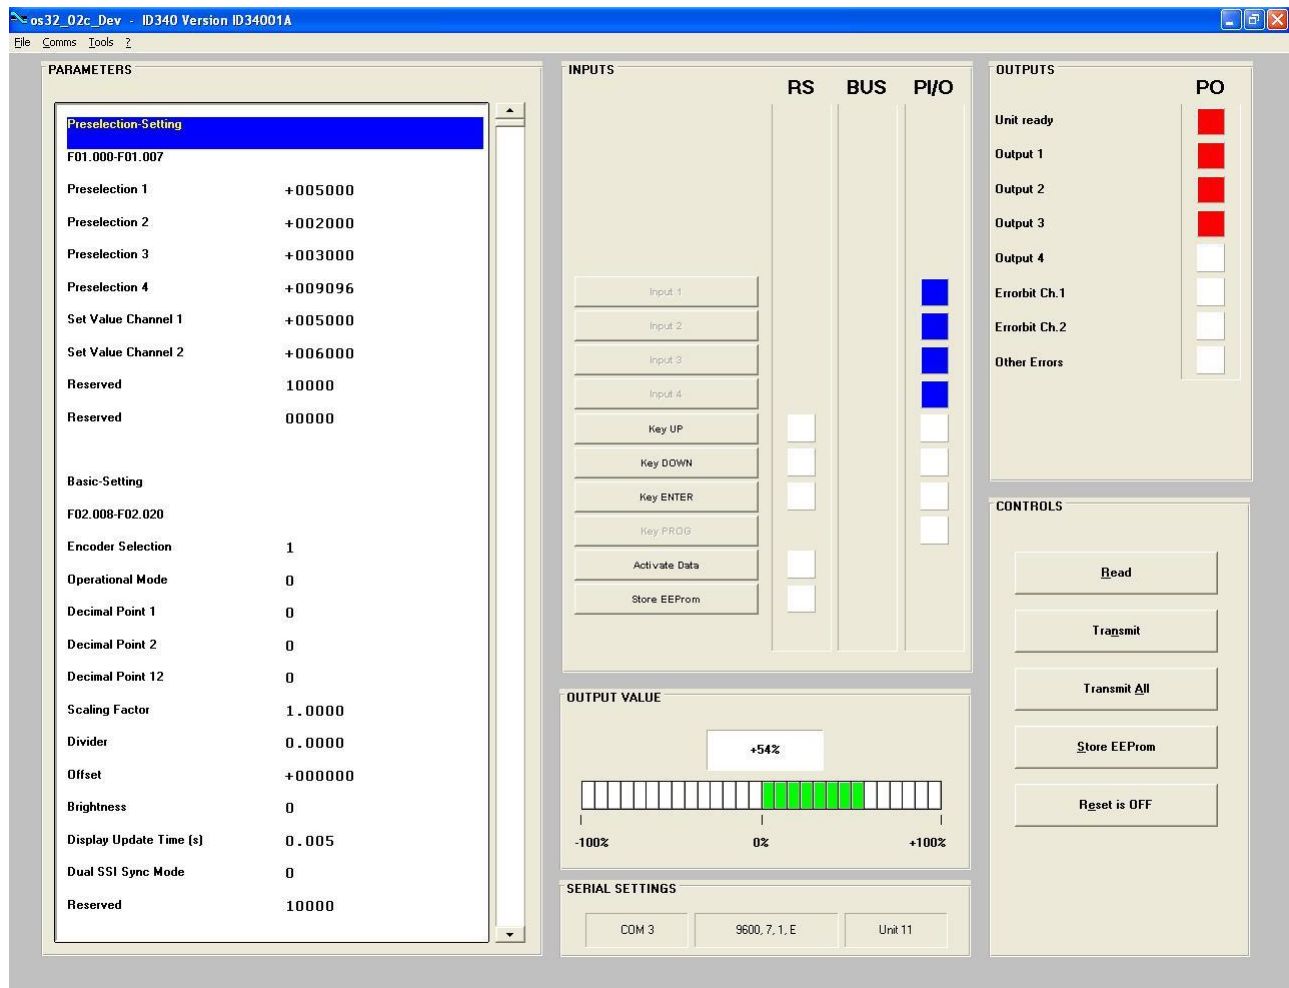 os32_02c_Dev - ID340 Version ID34001A
File Comms Tools ?
PARAMETERS
Preselection-Setting
F01.000-F01.007
Preselection 1 +005000
Preselection 2 +002000
Preselection 3 +003000
Preselection 4 +009096
Set Value Channel 1 +005000
Set Value Channel 2 +006000
Reserved 10000
Reserved 00000
Basic-Setting
F02.008-F02.020
Encoder Selection 1
Operational Mode 0
Decimal Point 1 0
Decimal Point 2 0
Decimal Point 12 0
Scaling Factor 1.0000
Divider 0.0000
Offset +000000
Brightness 0
Display Update Time (s) 0.005
Dual SSI Sync Mode 0
Reserved 10000
INPUTS
RS BUS PI/O
Input 1
Input 2
Input 3
Input 4
Key UP
Key DOWN
Key ENTER
Key PROG
Activate Data
Store EEProm
OUTPUT VALUE
+54%
-100% 0% +100%
SERIAL SETTINGS
COM 3 9600, 7, 1, E Unit 11
OUTPUTS
PO
Unit ready
Output 1
Output 2
Output 3
Output 4
Errorbit Ch.1
Errorbit Ch.2
Other Errors
CONTROLS
Read
Transmit
Transmit All
Store EEProm
Reset is OFF